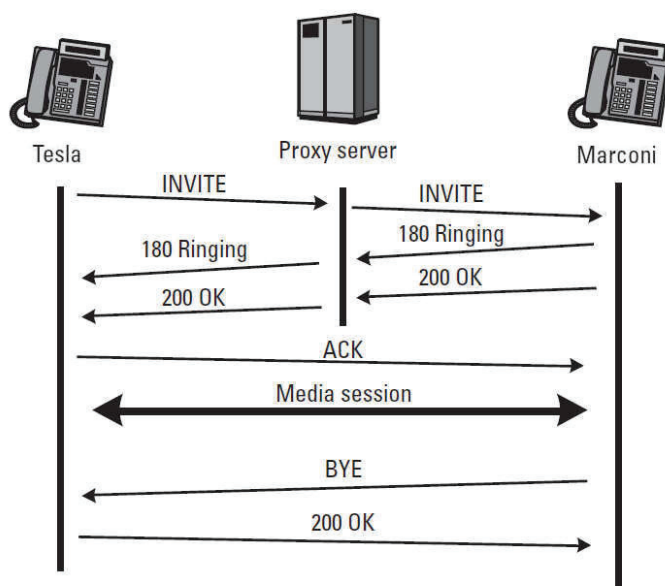 Tesla
Proxy server
Marconi
INVITE
INVITE
180 Ringing
180 Ringing
200 OK
200 OK
ACK
Media session
BYE
200 OK